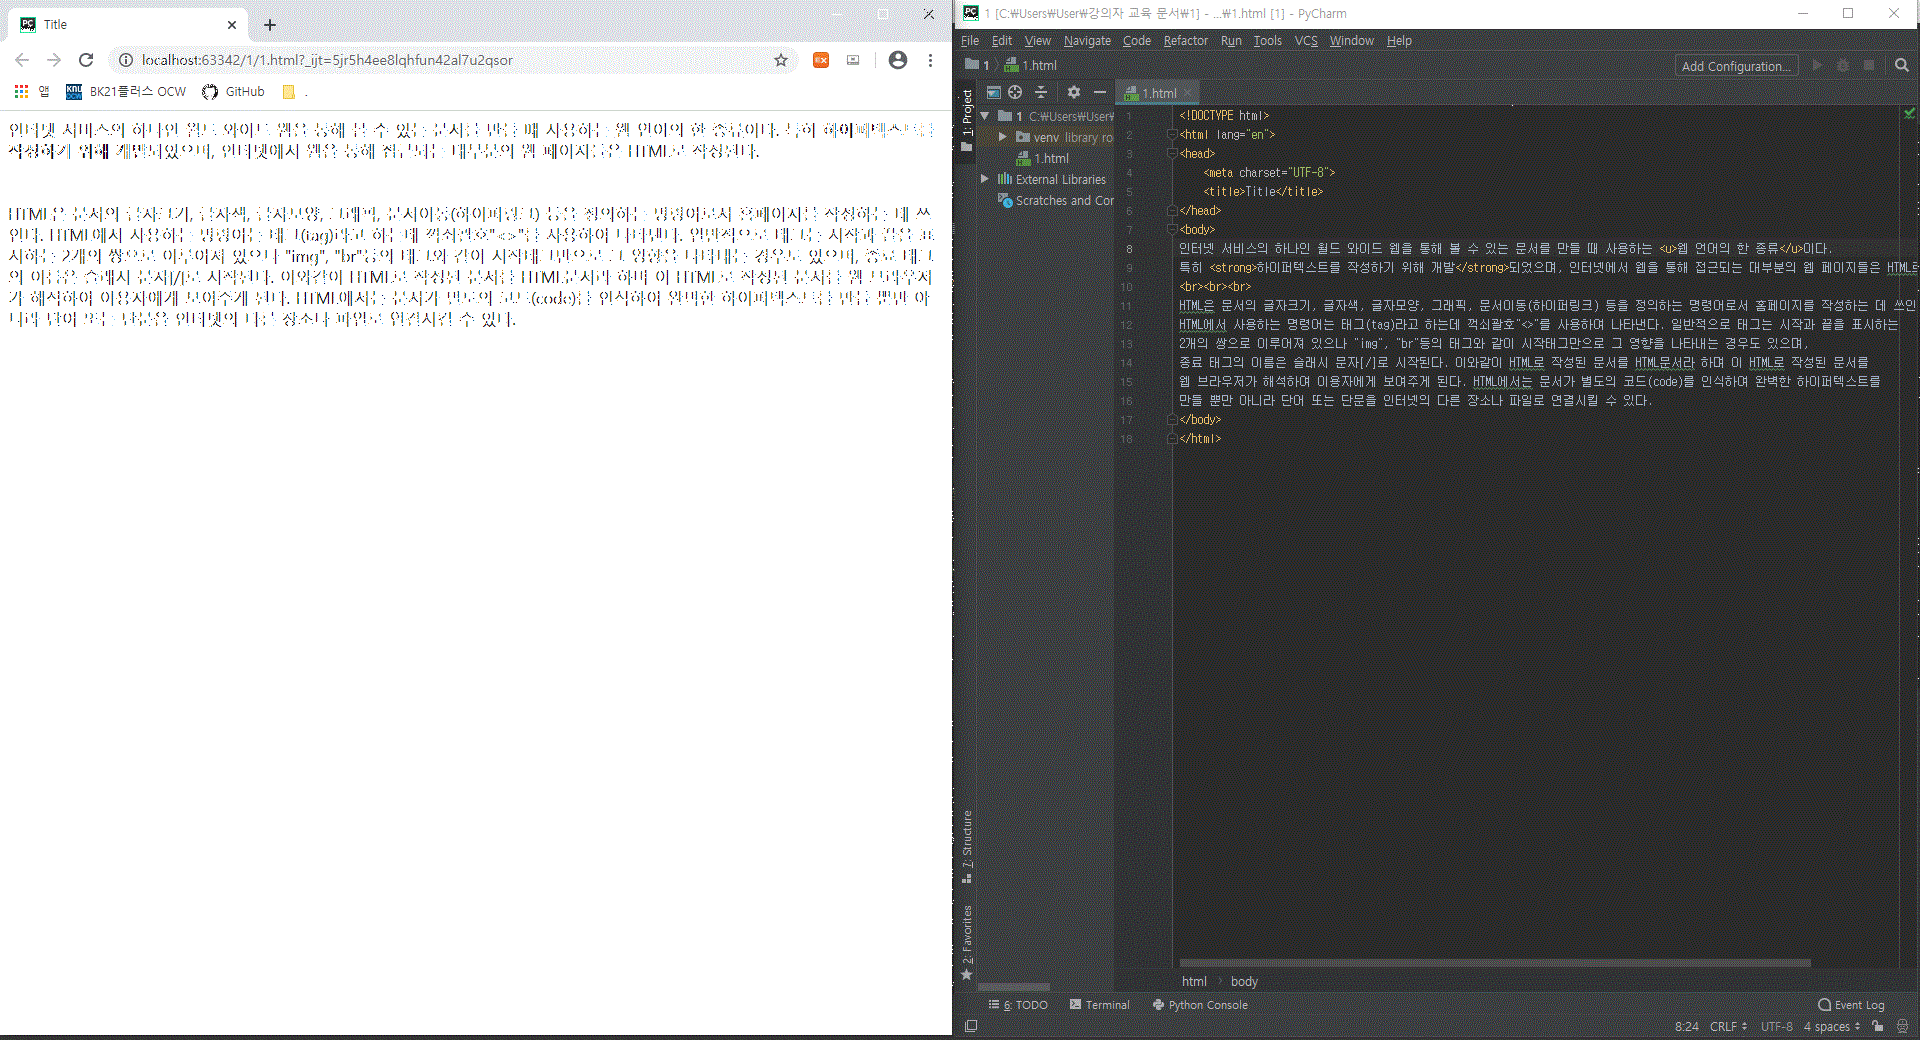 Title
localhost:63342/1/1.html?_ijt=5jr5h4ee8lqhfun42al7u2qsor
앱 BK21플러스 OCW GitHub .
인터넷 서비스의 하나인 월드 와이드 웹을 통해 볼 수 있는 문서를 만들 때 사용하는 웹 언어의 한 종류이다. 특히 하이퍼텍스트를
작성하기 위해 개발되었으며, 인터넷에서 웹을 통해 접근되는 대부분의 웹 페이지들은 HTML로 작성된다.
HTML은 문서의 글자크기, 글자색, 글자모양, 그래픽, 문서이동(하이퍼링크) 등을 정의하는 명령어로서 홈페이지를 작성하는 데 쓰
인다. HTML에서 사용하는 명령어는 태그(tag)라고 하는데 꺽쇠괄호"<>"를 사용하여 나타낸다. 일반적으로 태그는 시작과 끝을 표
시하는 2개의 쌍으로 이루어져 있으나 "img", "br"등의 태그와 같이 시작태그만으로 그 영향을 나타내는 경우도 있으며, 종료 태그
의 이름은 슬래시 문자[/]로 시작된다. 이와같이 HTML로 작성된 문서를 HTML문서라 하며 이 HTML로 작성된 문서를 웹 브라우저
가 해석하여 이용자에게 보여주게 된다. HTML에서는 문서가 별도의 코드(code)를 인식하여 완벽한 하이퍼텍스트를 만들 뿐만 아
니라 단어 또는 단문을 인터넷의 다른 장소나 파일로 연결시킬 수 있다.
1 [C:\Users\User\강의자 교육 문서\1] - ...\1.html [1] - PyCharm
File Edit View Navigate Code Refactor Run Tools VCS Window Help
1 1.html Add Configuration...
1: Project
1.html
1 C:\Users\User\
venv library ro
1.html
External Libraries
Scratches and Cor
1 <!DOCTYPE html>
2 <html lang="en">
3 <head>
4 <meta charset="UTF-8">
5 <title>Title</title>
6 </head>
7 <body>
8 인터넷 서비스의 하나인 월드 와이드 웹을 통해 볼 수 있는 문서를 만들 때 사용하는 <u>웹 언어의 한 종류</u>이다.
9 특히 <strong>하이퍼텍스트를 작성하기 위해 개발</strong>되었으며, 인터넷에서 웹을 통해 접근되는 대부분의 웹 페이지들은 HTML로
10 <br><br><br>
11 HTML은 문서의 글자크기, 글자색, 글자모양, 그래픽, 문서이동(하이퍼링크) 등을 정의하는 명령어로서 홈페이지를 작성하는 데 쓰인
12 HTML에서 사용하는 명령어는 태그(tag)라고 하는데 꺽쇠괄호"<>"를 사용하여 나타낸다. 일반적으로 태그는 시작과 끝을 표시하는
13 2개의 쌍으로 이루어져 있으나 "img", "br"등의 태그와 같이 시작태그만으로 그 영향을 나타내는 경우도 있으며,
14 종료 태그의 이름은 슬래시 문자[/]로 시작된다. 이와같이 HTML로 작성된 문서를 HTML문서라 하며 이 HTML로 작성된 문서를
15 웹 브라우저가 해석하여 이용자에게 보여주게 된다. HTML에서는 문서가 별도의 코드(code)를 인식하여 완벽한 하이퍼텍스트를
16 만들 뿐만 아니라 단어 또는 단문을 인터넷의 다른 장소나 파일로 연결시킬 수 있다.
17 </body>
18 </html>
7: Structure
2: Favorites
html body
6: TODO Terminal Python Console Event Log
8:24 CRLF UTF-8 4 spaces